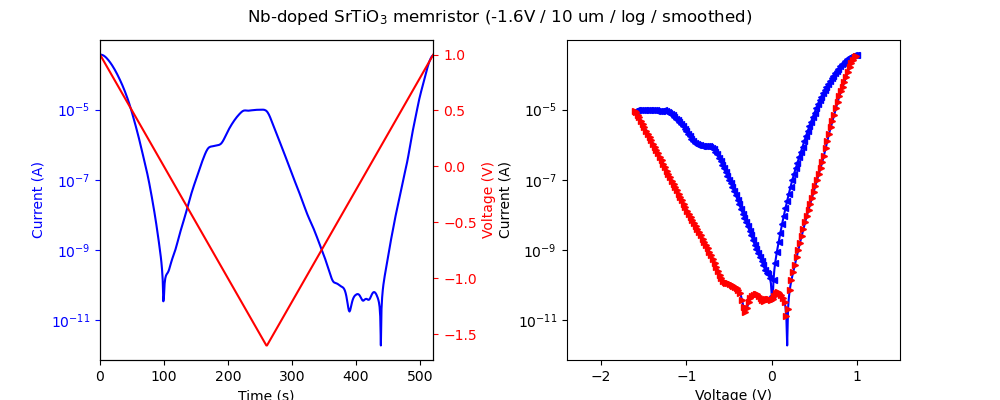 Nb-doped SrTiO₃ memristor (-1.6V / 10 um / log / smoothed)
Current (A)
10⁻⁵
10⁻⁷
10⁻⁹
10⁻¹¹
0 100 200 300 400 500
Time (s)
1.0
0.5
0.0
−0.5
−1.0
−1.5
Voltage (V)
Current (A)
10⁻⁵
10⁻⁷
10⁻⁹
10⁻¹¹
−2 −1 0 1
Voltage (V)